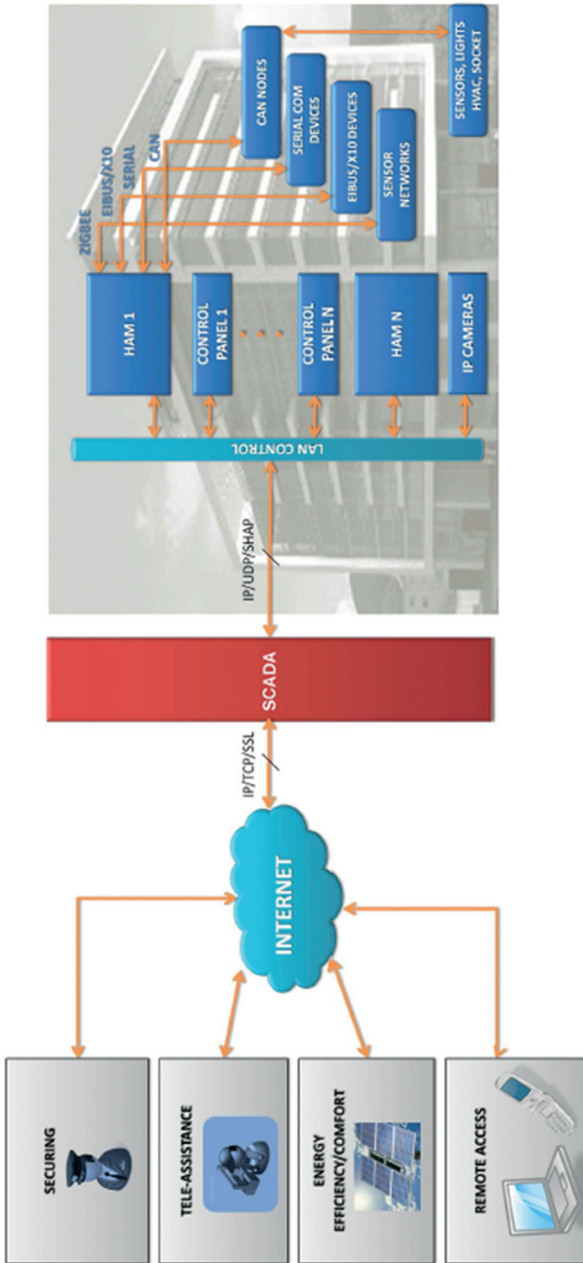 SECURING
TELE-ASSISTANCE
ENERGY
EFFICIENCY/COMFORT
REMOTE ACCESS
INTERNET
IP/TCP/SSL
SCADA
IP/UDP/SHAP
LAN CONTROL
HAM 1
CONTROL
PANEL 1
CONTROL
PANEL N
HAM N
IP CAMERAS
ZIGBEE
EIBUS/X10
SERIAL
CAN
CAN NODES
SERIAL COM
DEVICES
EIBUS/X10 DEVICES
SENSOR
NETWORKS
SENSORS, LIGHTS
HVAC, SOCKET